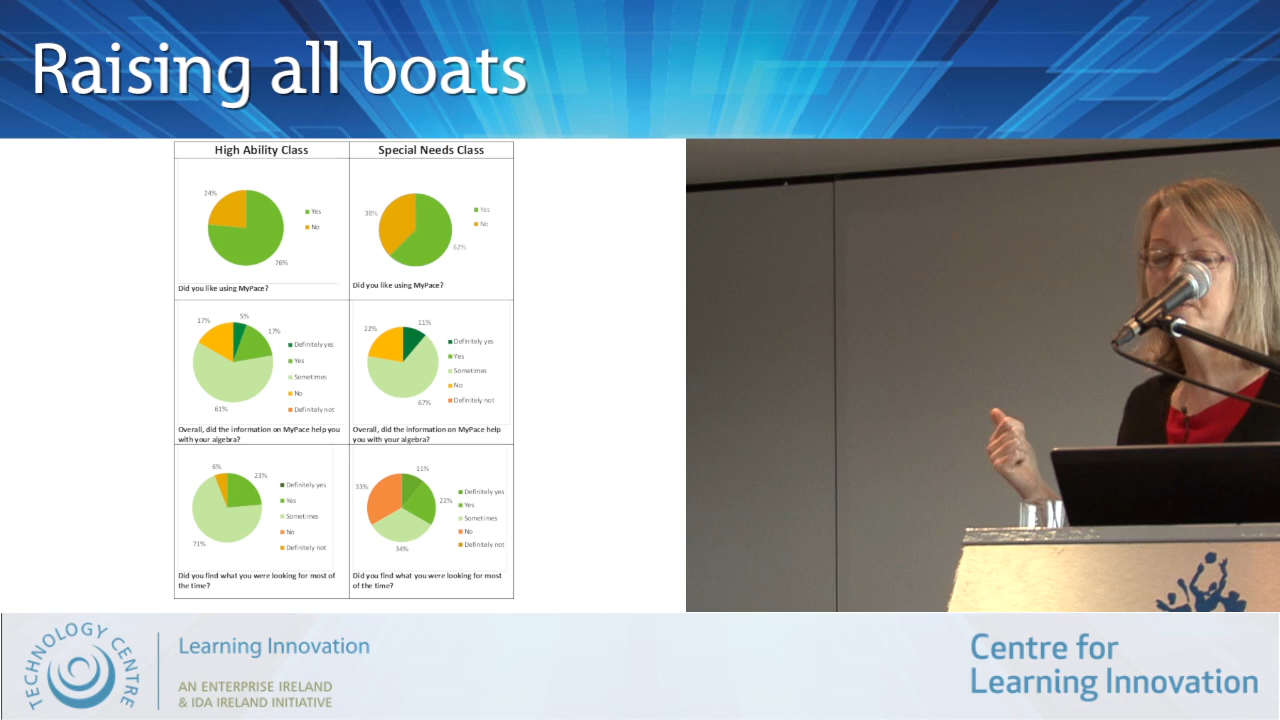 Raising all boats
High Ability Class
Special Needs Class
24%
Yes
No
76%
Did you like using MyPace?
38%
Yes
No
62%
Did you like using MyPace?
17%
5%
17%
Definitely yes
Yes
Sometimes
No
Definitely not
61%
Overall, did the information on MyPace help you
with your algebra?
22%
11%
Definitely yes
Yes
Sometimes
No
Definitely not
67%
Overall, did the information on MyPace help
you with your algebra?
6%
23%
Definitely yes
Yes
Sometimes
No
Definitely not
71%
Did you find what you were looking for most of
the time?
11%
33%
22%
Definitely yes
Yes
Sometimes
No
Definitely not
34%
Did you find what you were looking for most
of the time?
TECHNOLOGY CENTRE
Learning Innovation
AN ENTERPRISE IRELAND
& IDA IRELAND INITIATIVE
Centre for
Learning Innovation